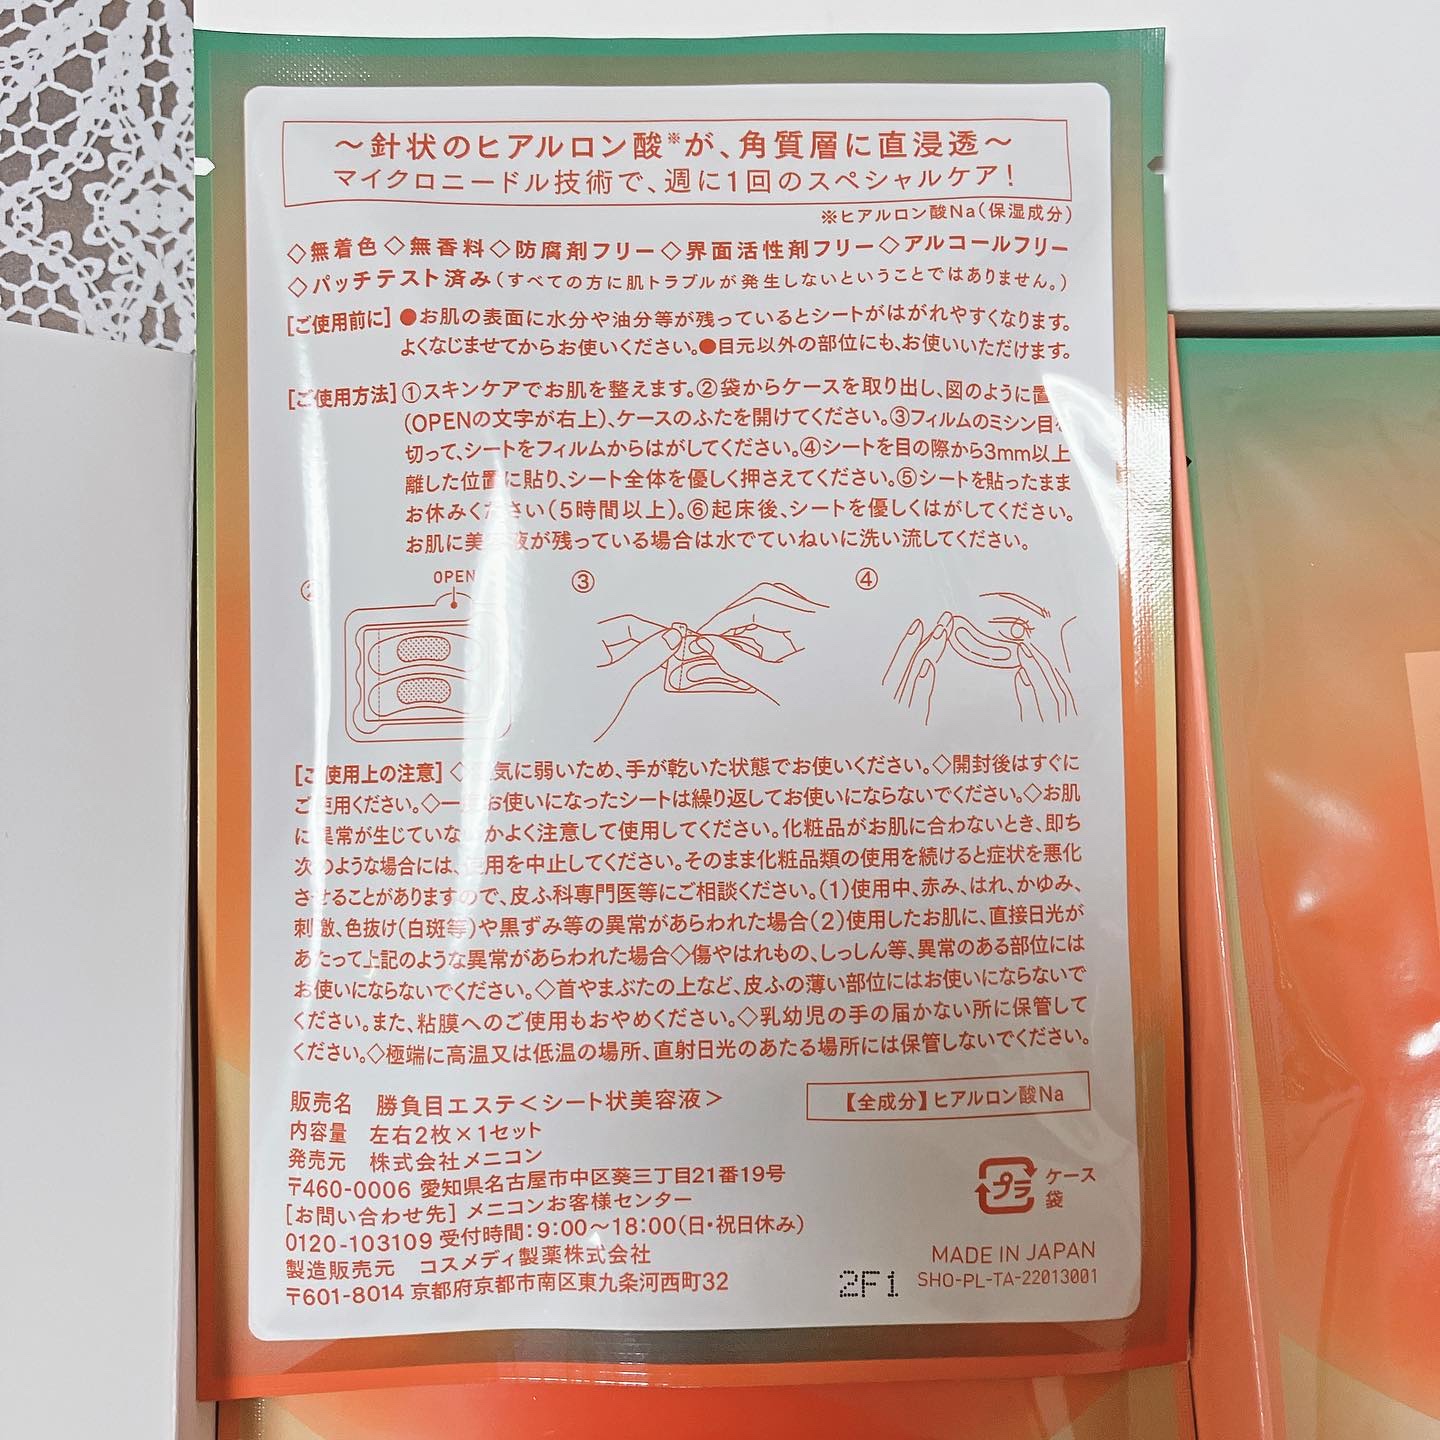 ～針状のヒアルロン酸※が、角質層に直浸透～
マイクロニードル技術で、週に1回のスペシャルケア！
※ヒアルロン酸Na(保湿成分)
◇無着色◇無香料◇防腐剤フリー◇界面活性剤フリー◇アルコールフリー
◇パッチテスト済み(すべての方に肌トラブルが発生しないということではありません。)
[ご使用前に]●お肌の表面に水分や油分等が残っているとシートがはがれやすくなります。
よくなじませてからお使いください。●目元以外の部位にも、お使いいただけます。
[ご使用方法]①スキンケアでお肌を整えます。②袋からケースを取り出し、図のように置
(OPENの文字が右上)、ケースのふたを開けてください。③フィルムのミシン目を
切って、シートをフィルムからはがしてください。④シートを目の際から3mm以上
離した位置に貼り、シート全体を優しく押さえてください。⑤シートを貼ったまま
お休みください(5時間以上)。⑥起床後、シートを優しくはがしてください。
お肌に美容液が残っている場合は水でていねいに洗い流してください。
② OPEN ③ ④
[ご使用上の注意]◇気に弱いため、手が乾いた状態でお使いください。◇開封後はすぐに
ご使用ください。◇一度お使いになったシートは繰り返してお使いにならないでください。◇お肌
に異常が生じていないかよく注意して使用してください。化粧品がお肌に合わないとき、即ち
次のような場合には、使用を中止してください。そのまま化粧品類の使用を続けると症状を悪化
させることがありますので、皮ふ科専門医等にご相談ください。(1)使用中、赤み、はれ、かゆみ、
刺激、色抜け(白斑等)や黒ずみ等の異常があらわれた場合(2)使用したお肌に、直接日光が
あたって上記のような異常があらわれた場合◇傷やはれもの、しっしん等、異常のある部位には
お使いにならないでください。◇首やまぶたの上など、皮ふの薄い部位にはお使いにならないで
ください。また、粘膜へのご使用もおやめください。◇乳幼児の手の届かない所に保管して
ください。◇極端に高温又は低温の場所、直射日光のあたる場所には保管しないでください。
販売名 勝負目エステ＜シート状美容液＞
【全成分】ヒアルロン酸Na
内容量 左右2枚×1セット
発売元 株式会社メニコン
〒460-0006 愛知県名古屋市中区葵三丁目21番19号
[お問い合わせ先]メニコンお客様センター
0120-103109 受付時間：9:00～18:00(日・祝日休み)
製造販売元 コスメディ製薬株式会社
〒601-8014 京都府京都市南区東九条河西町32
プラ
ケース
袋
MADE IN JAPAN
SHO-PL-TA-22013001
2F1